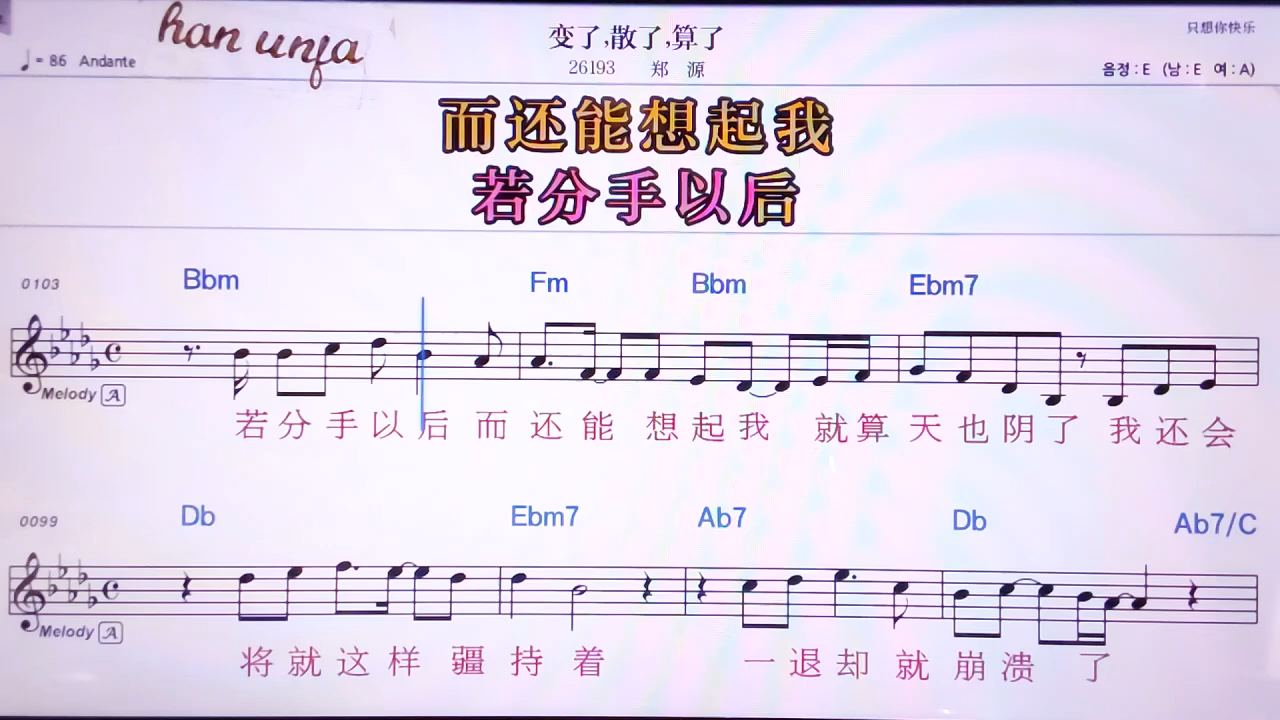 han unfa
变了,散了,算了
只想你快乐
♩= 86 Andante
26193 郑 源
음정 : E (남 : E 여 : A)
而还能想起我
若分手以后
0103 Bbm Fm Bbm Ebm7
Melody A
若分手以后而还能想起我就算天也阴了我还会
0099 Db Ebm7 Ab7 Db Ab7/C
Melody A
将就这样疆持着一退却就崩溃了